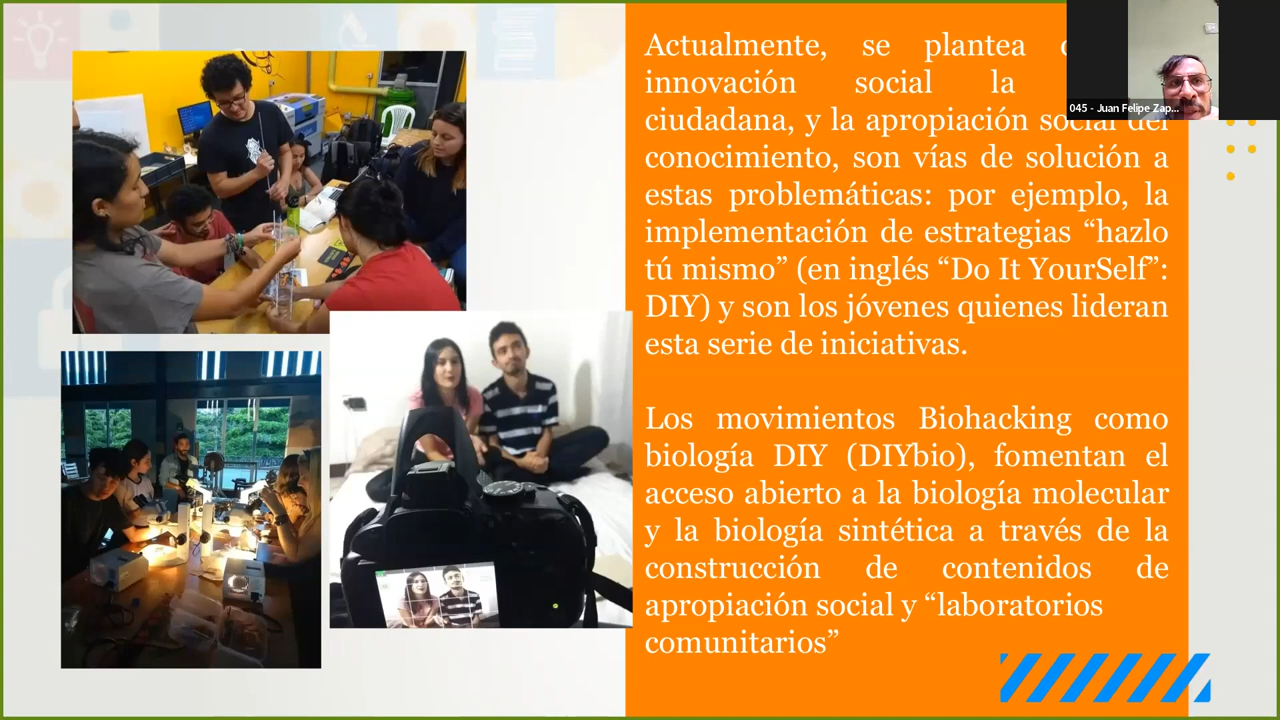 Actualmente, se plantea
innovación social la
ciudadana, y la apropiación social del
conocimiento, son vías de solución a
estas problemáticas: por ejemplo, la
implementación de estrategias “hazlo
tú mismo” (en inglés “Do It YourSelf”:
DIY) y son los jóvenes quienes lideran
esta serie de iniciativas.
Los movimientos Biohacking como
biología DIY (DIYbio), fomentan el
acceso abierto a la biología molecular
y la biología sintética a través de la
construcción de contenidos de
apropiación social y “laboratorios
comunitarios”
045 - Juan Felipe Zap...